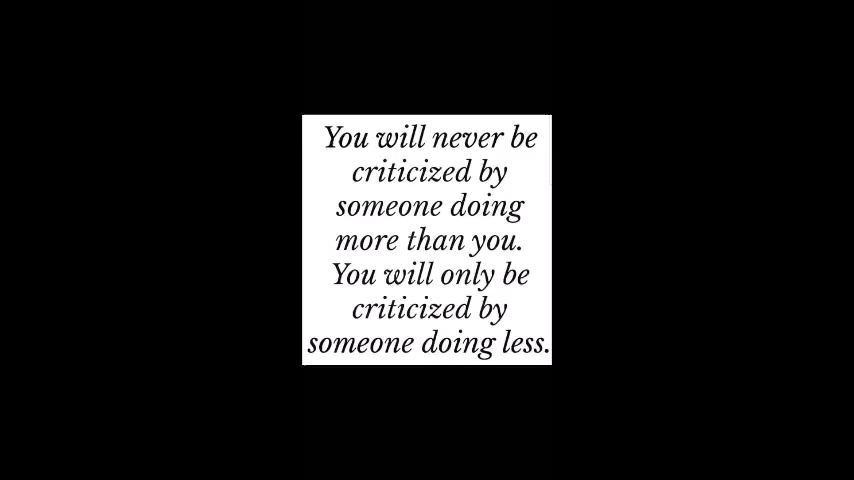 You will never be
criticized by
someone doing
more than you.
You will only be
criticized by
someone doing less.